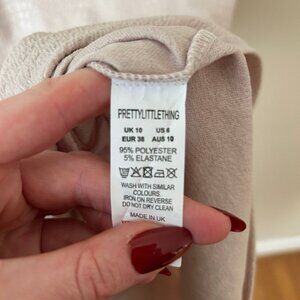 PRETTYLITTLETHING
UK 10 US 6
EUR 38 AUS 10
95% POLYESTER
5% ELASTANE
WASH WITH SIMILAR
COLOURS.
IRON ON REVERSE
DO NOT DRY CLEAN
MADE IN UK